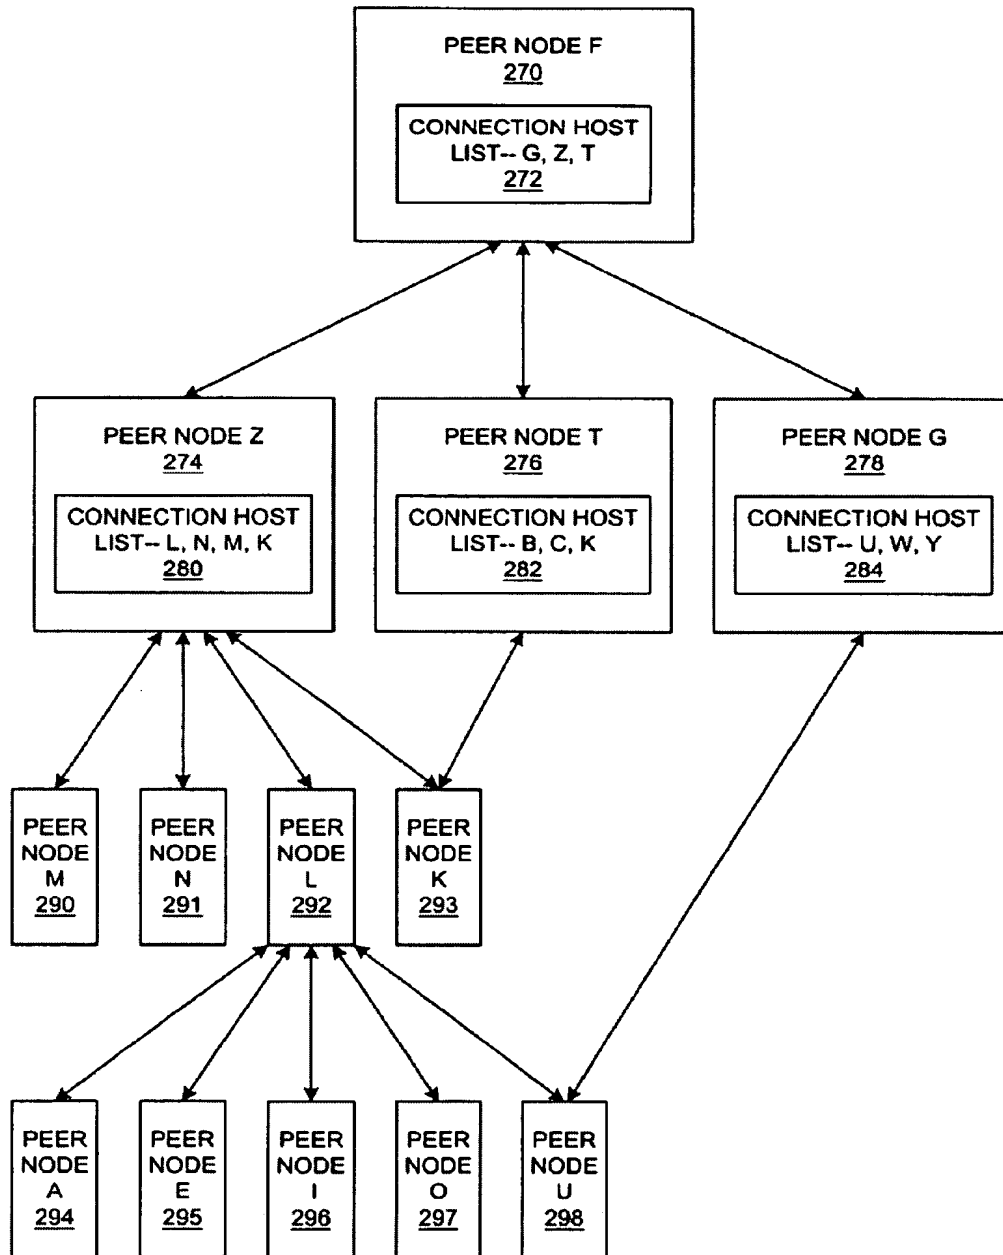 PEER NODE F
270
CONNECTION HOST
LIST-- G, Z, T
272
PEER NODE Z
274
CONNECTION HOST
LIST-- L, N, M, K
280
PEER NODE T
276
CONNECTION HOST
LIST-- B, C, K
282
PEER NODE G
278
CONNECTION HOST
LIST-- U, W, Y
284
PEER
NODE
M
290
PEER
NODE
N
291
PEER
NODE
L
292
PEER
NODE
K
293
PEER
NODE
A
294
PEER
NODE
E
295
PEER
NODE
I
296
PEER
NODE
O
297
PEER
NODE
U
298